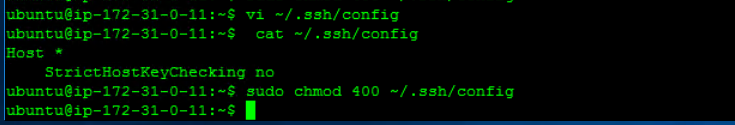 ubuntu@ip-172-31-0-11:~$ vi ~/.ssh/config
ubuntu@ip-172-31-0-11:~$  cat ~/.ssh/config
Host *
    StrictHostKeyChecking no
ubuntu@ip-172-31-0-11:~$ sudo chmod 400 ~/.ssh/config
ubuntu@ip-172-31-0-11:~$